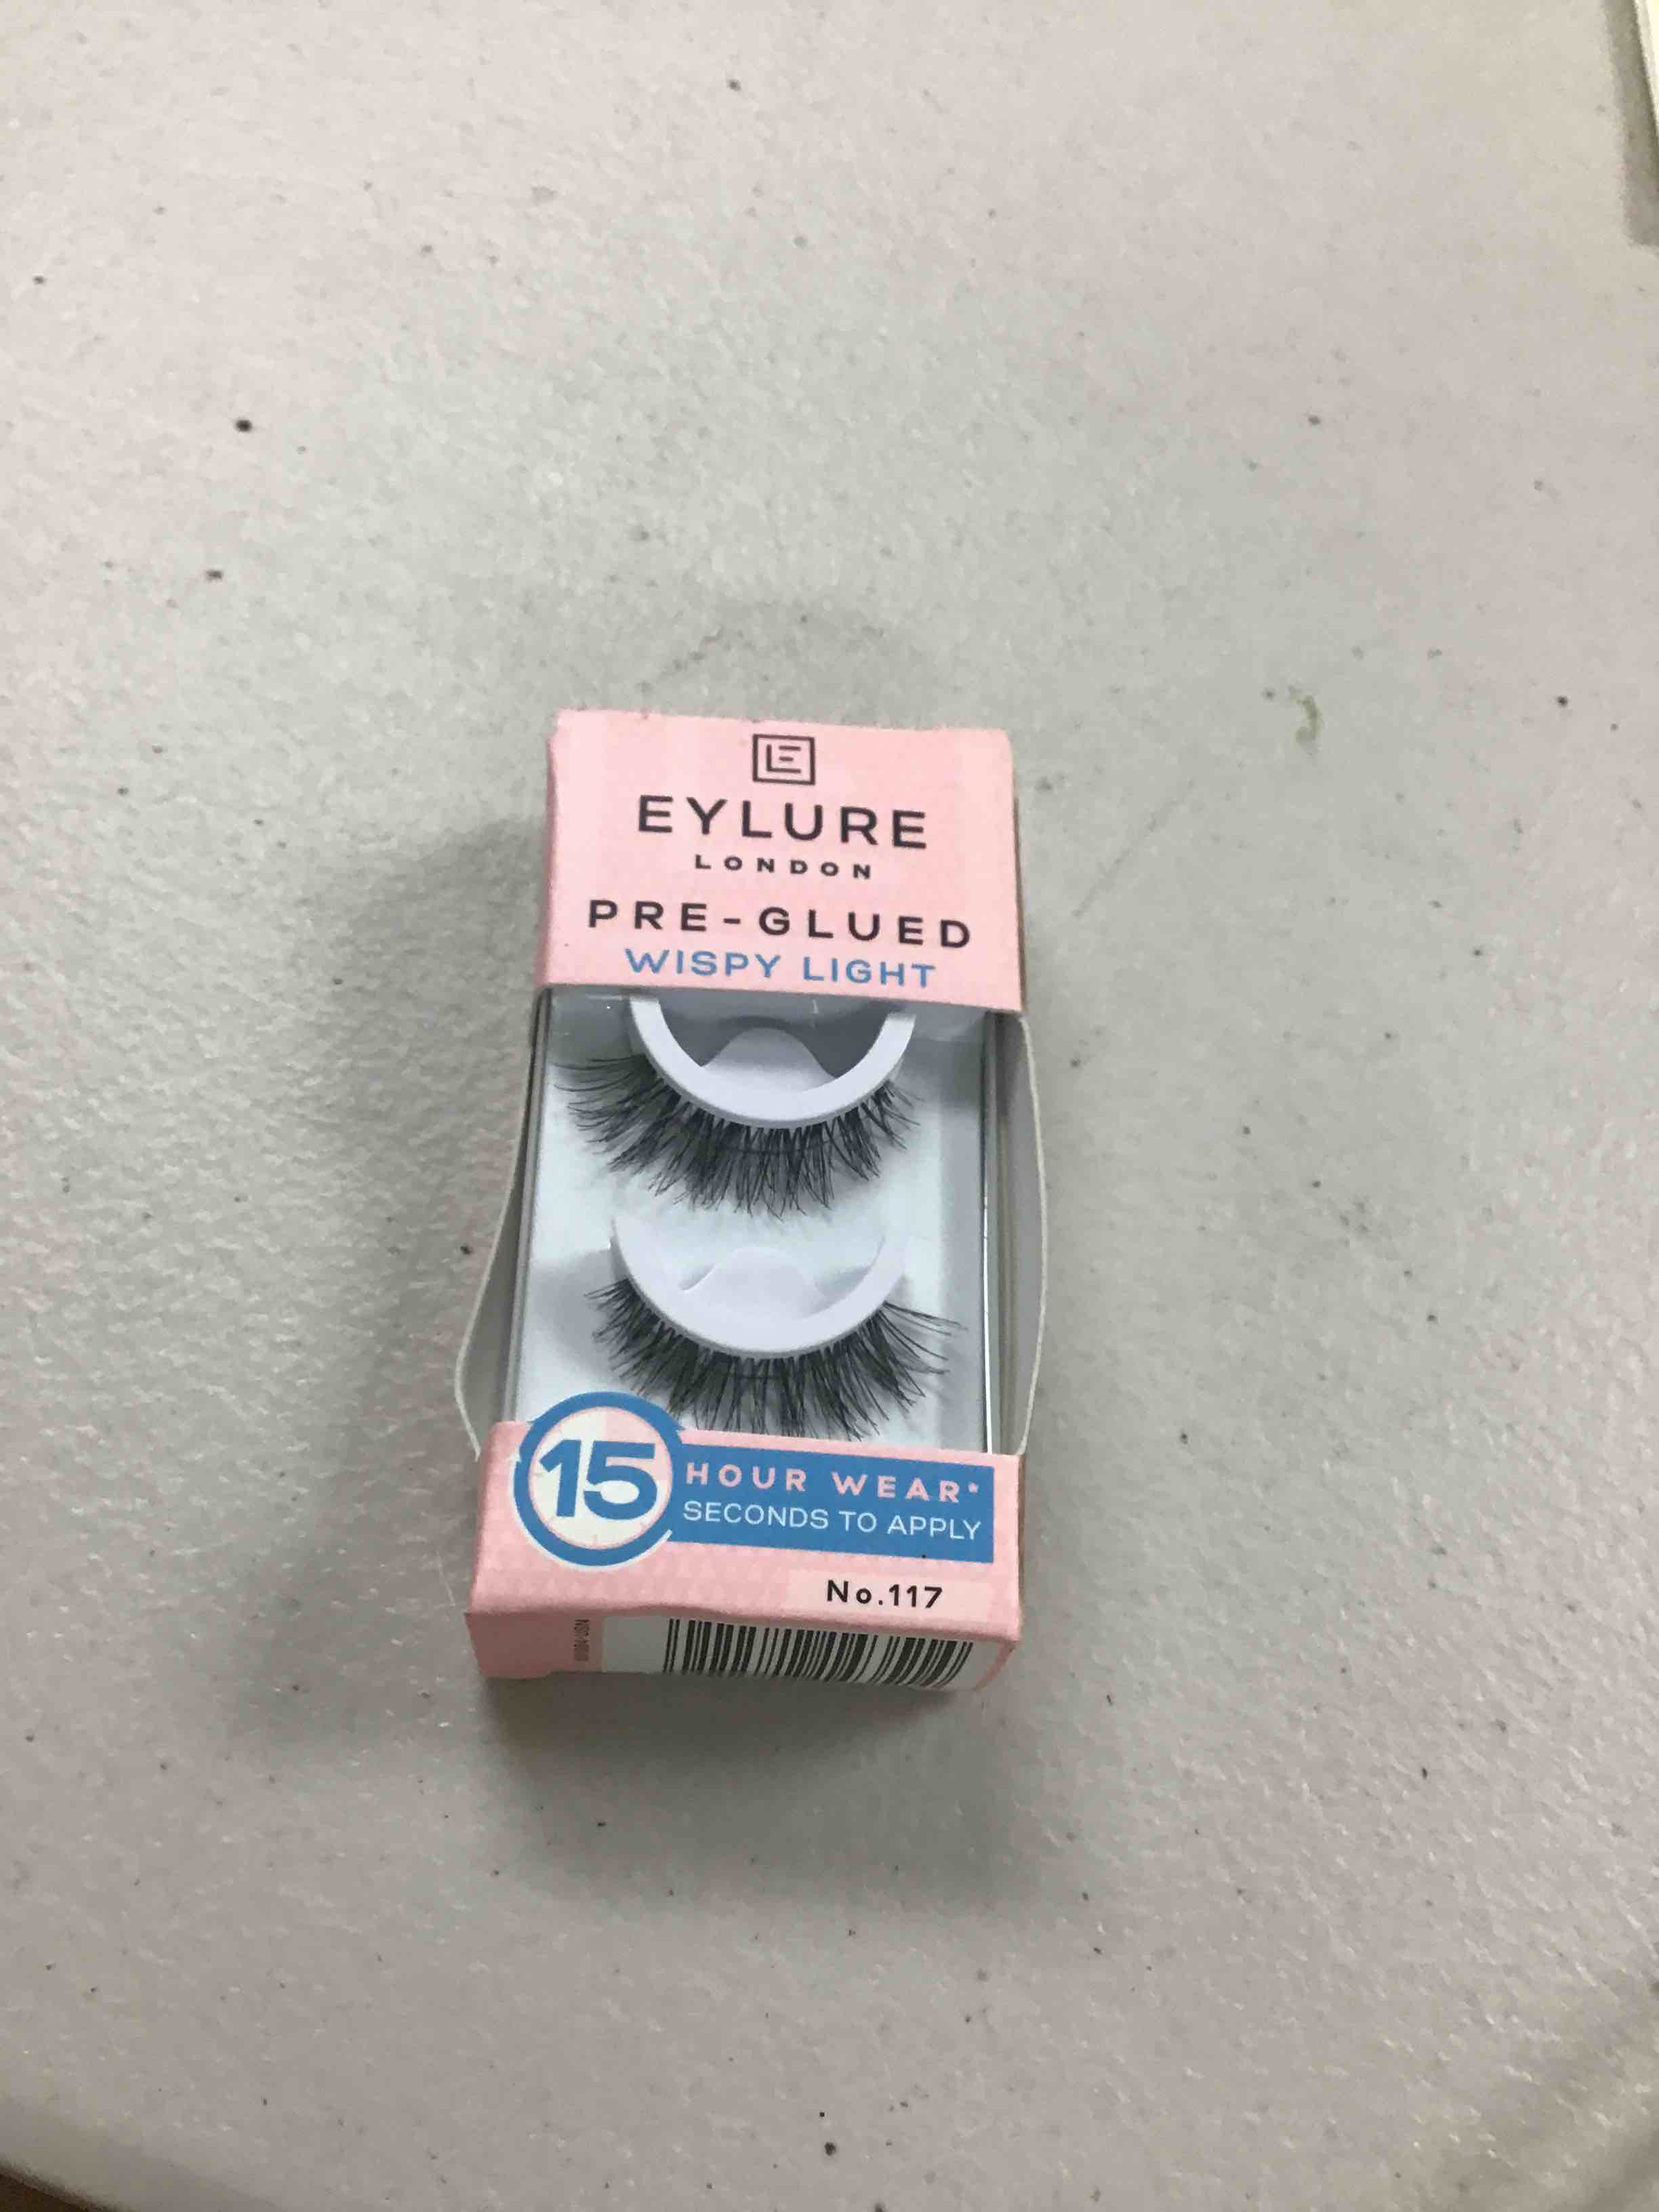 EYLURE
LONDON
PRE-GLUED
WISPY LIGHT
15 HOUR WEAR*
SECONDS TO APPLY
No.117